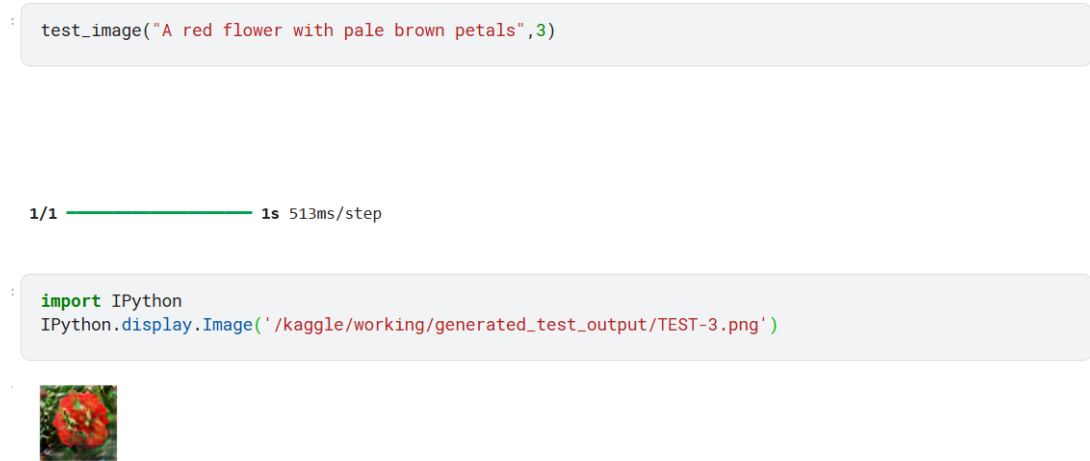 test_image("A red flower with pale brown petals",3)
1/1 ━━━━━━━━━━━━━━━━━━━━ 1s 513ms/step
import IPython
IPython.display.Image('/kaggle/working/generated_test_output/TEST-3.png')